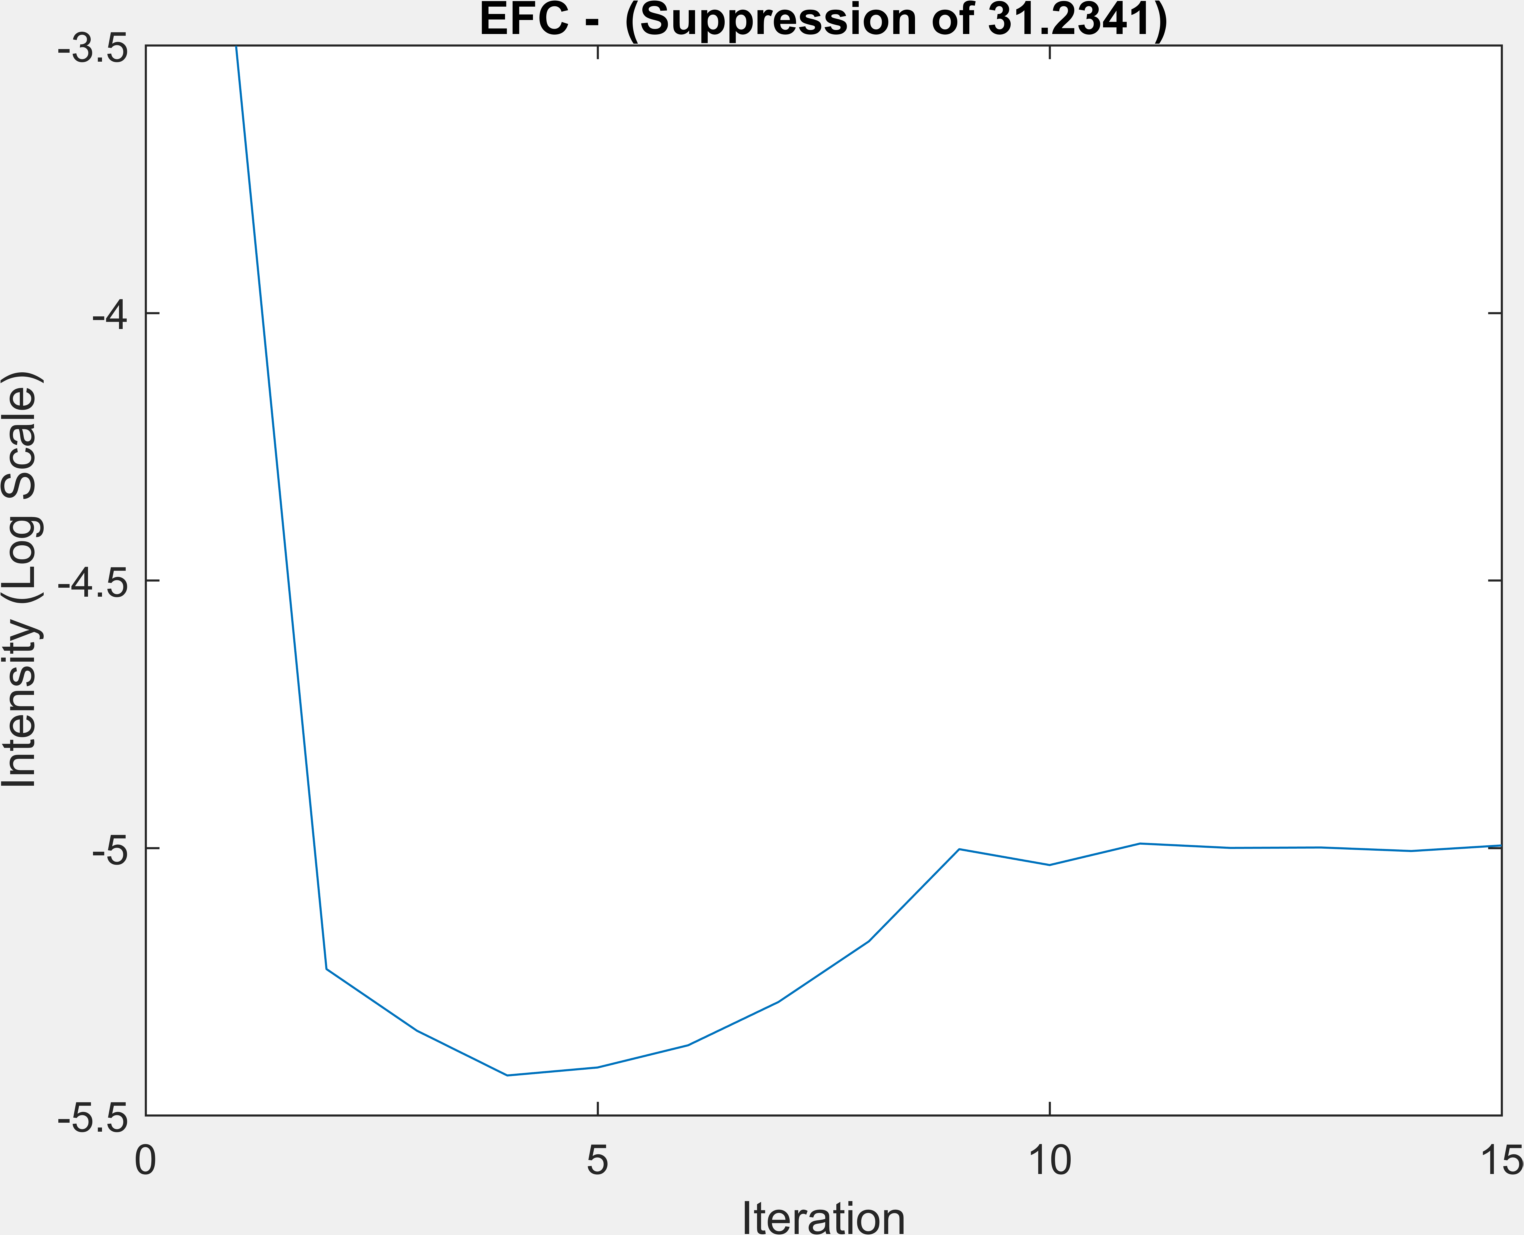 EFC -  (Suppression of 31.2341)
-3.5
-4
-4.5
-5
-5.5
Intensity (Log Scale)
0 5 10 15
Iteration